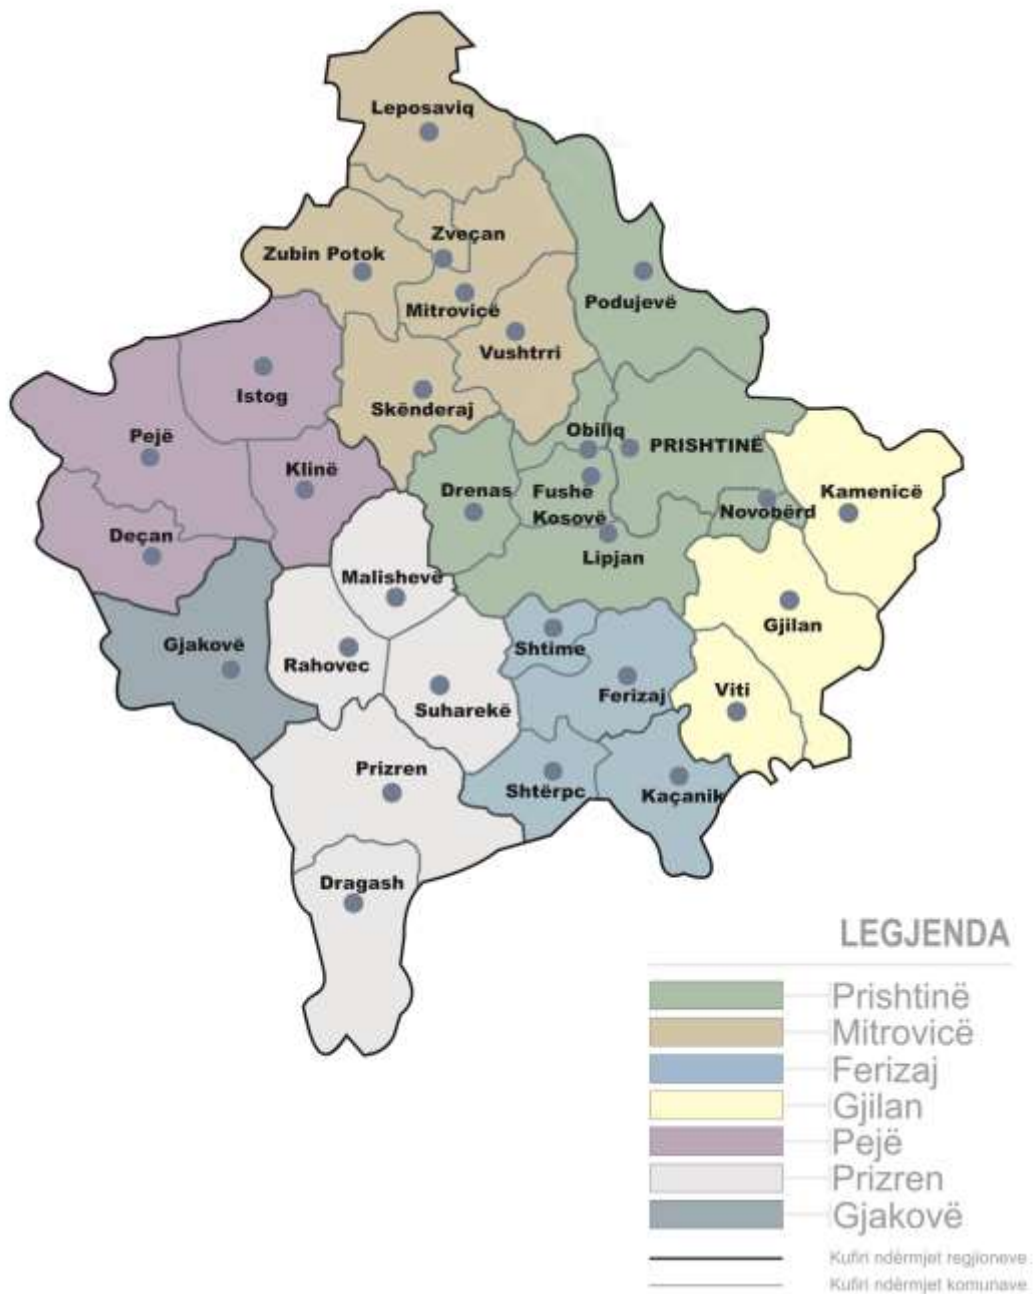 Leposaviq
Zveçan
Zubin Potok
Mitrovicë
Podujevë
Vushtrri
Istog
Skënderaj
Pejë
Obiliq
PRISHTINË
Klinë
Drenas
Fushë
Kosovë
Kamenicë
Novobërd
Deçan
Lipjan
Malishevë
Gjakovë
Rahovec
Shtime
Gjilan
Suharekë
Ferizaj
Viti
Prizren
Shtërpc
Kaçanik
Dragash
LEGJENDA
Prishtinë
Mitrovicë
Ferizaj
Gjilan
Pejë
Prizren
Gjakovë
Kufiri ndërmjet regjioneve
Kufiri ndërmjet komunave